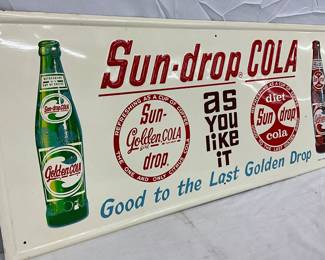 Sun-drop COLA
REFRESHING AS A CUP OF COFFEE
Sun-
Golden COLA
drop
THE ONE AND ONLY CITRUS COLA
as
you
like
it
diet
Sun drop
cola
Good to the Last Golden Drop
Sun-drop
Golden COLA